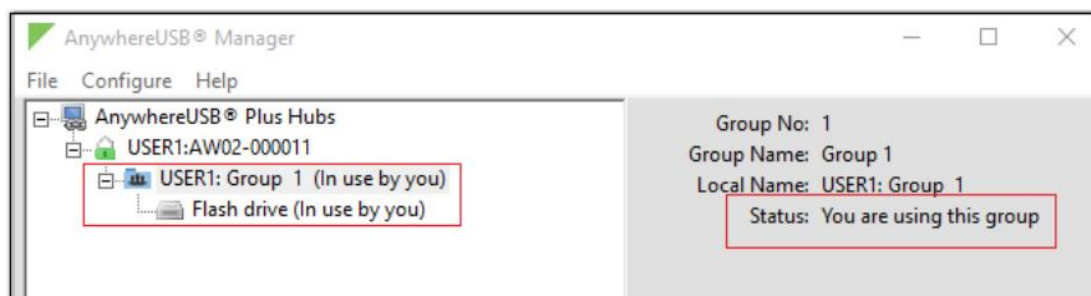 AnywhereUSB® Manager
File Configure Help
AnywhereUSB® Plus Hubs
USER1:AW02-000011
USER1: Group 1 (In use by you)
Flash drive (In use by you)
Group No: 1
Group Name: Group 1
Local Name: USER1: Group 1
Status: You are using this group